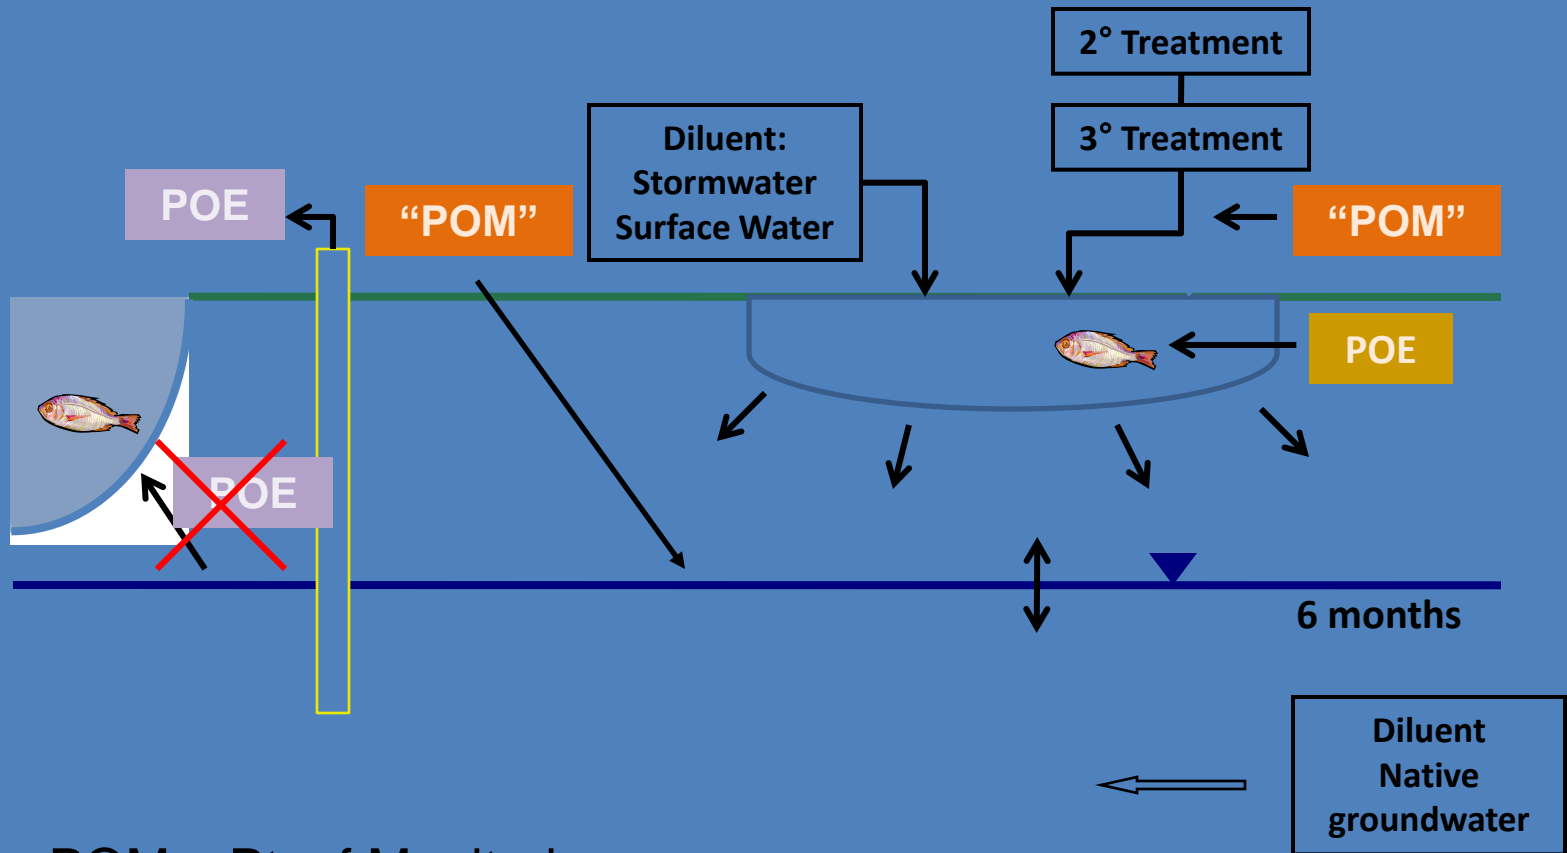 2° Treatment
3° Treatment
Diluent:
Stormwater
Surface Water
POE
“POM”
“POM”
POE
POE
6 months
Diluent
Native
groundwater